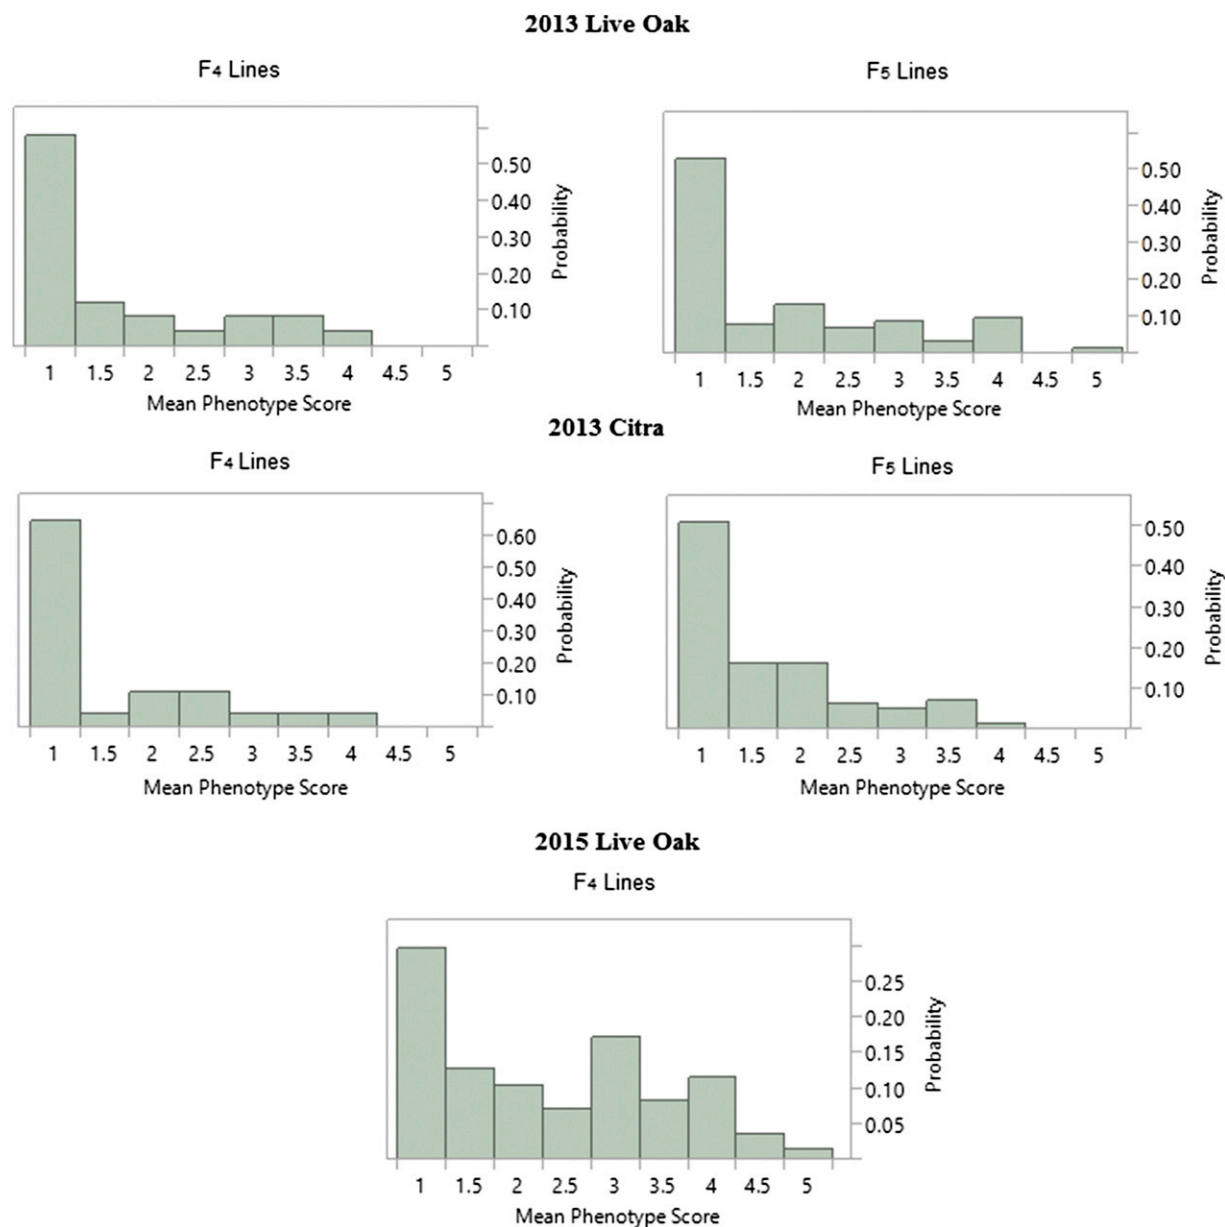 2013 Live Oak
F4 Lines
0.50
0.40
0.30
0.20
0.10
Probability
1 1.5 2 2.5 3 3.5 4 4.5 5
Mean Phenotype Score
F5 Lines
0.50
0.40
0.30
0.20
0.10
Probability
1 1.5 2 2.5 3 3.5 4 4.5 5
Mean Phenotype Score
2013 Citra
F4 Lines
0.60
0.50
0.40
0.30
0.20
0.10
Probability
1 1.5 2 2.5 3 3.5 4 4.5 5
Mean Phenotype Score
F5 Lines
0.50
0.40
0.30
0.20
0.10
Probability
1 1.5 2 2.5 3 3.5 4 4.5 5
Mean Phenotype Score
2015 Live Oak
F4 Lines
0.25
0.20
0.15
0.10
0.05
Probability
1 1.5 2 2.5 3 3.5 4 4.5 5
Mean Phenotype Score